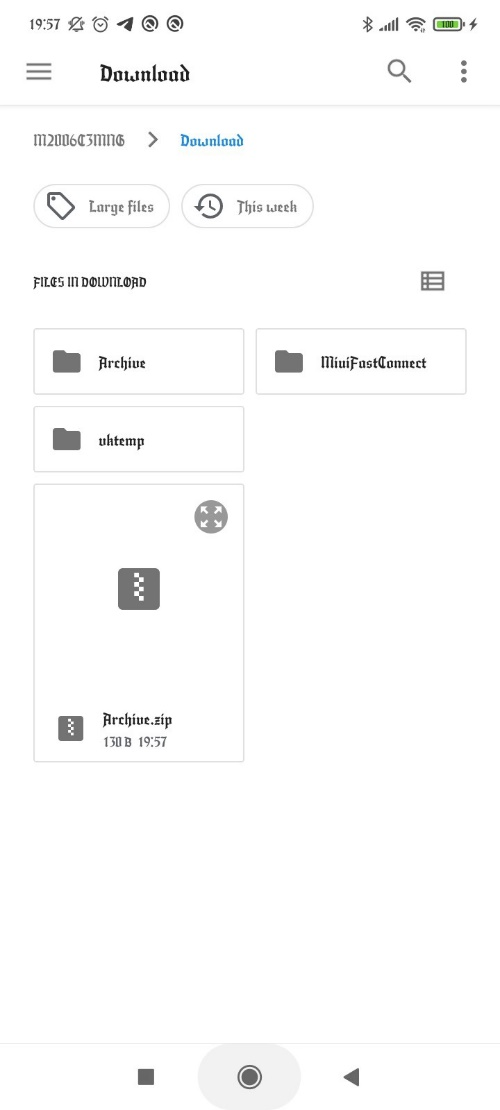 19:57
100
Download
M2006C3MNG
Download
Large files
This week
FILES IN DOWNLOAD
Archive
MiuiFastConnect
vktemp
Archive.zip
130 B 19:57